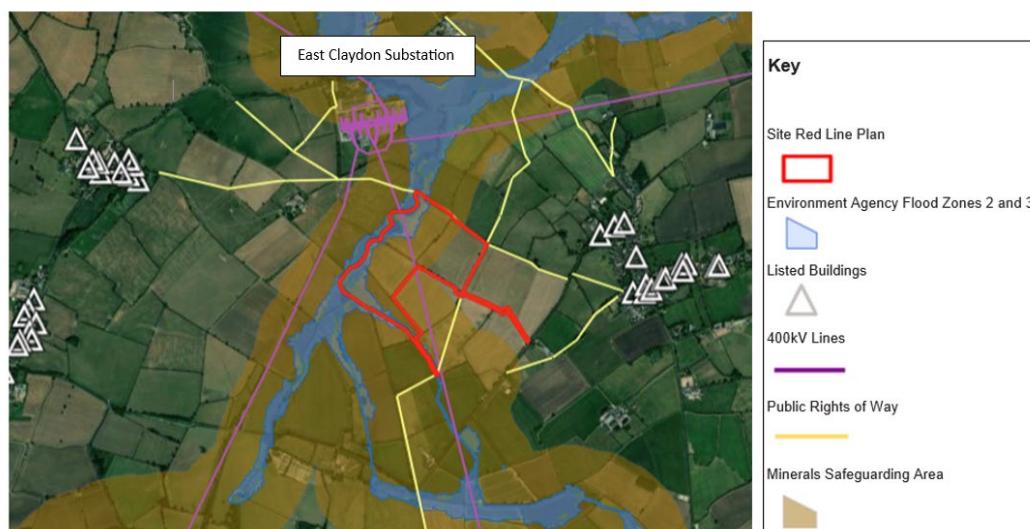 East Claydon Substation
Key
Site Red Line Plan
Environment Agency Flood Zones 2 and 3
Listed Buildings
400kV Lines
Public Rights of Way
Minerals Safeguarding Area